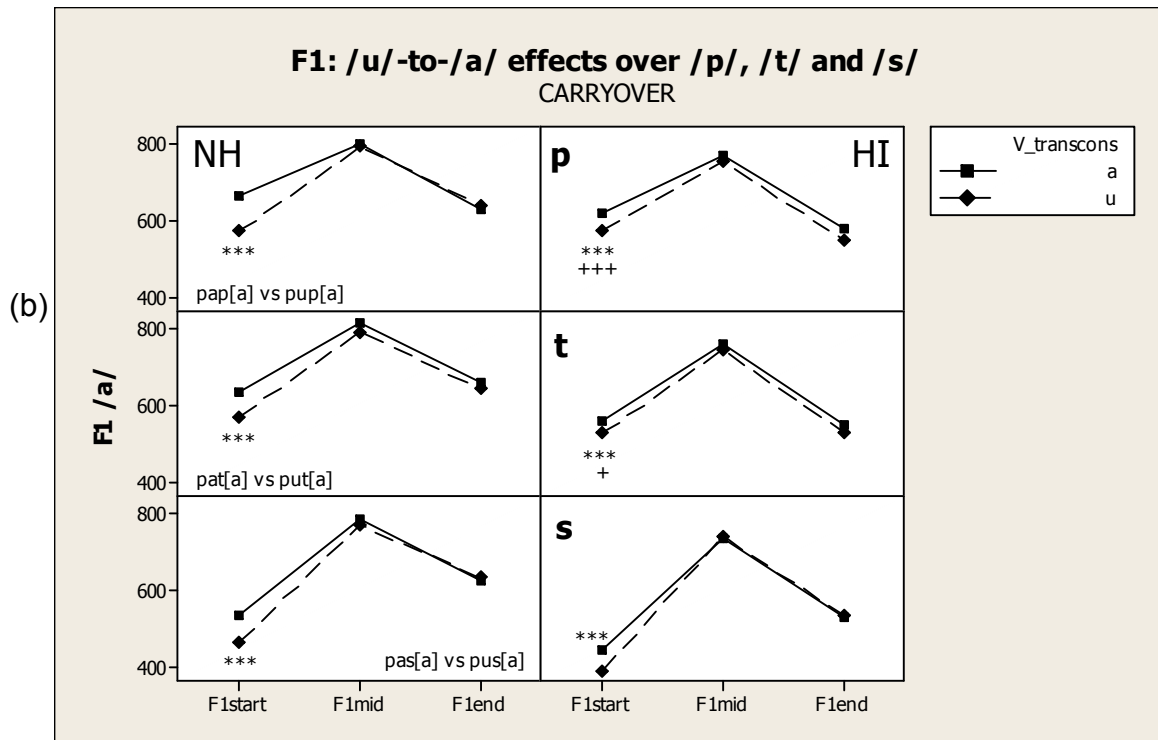 F1: /u/-to-/a/ effects over /p/, /t/ and /s/
CARRYOVER
(b)
F1 /a/
800
600
400
NH
***
pap[a] vs pup[a]
p
HI
***
+++
V_transcons
a
u
800
600
400
***
pat[a] vs put[a]
t
***
+
800
600
400
***
pas[a] vs pus[a]
s
***
F1start F1mid F1end F1start F1mid F1end